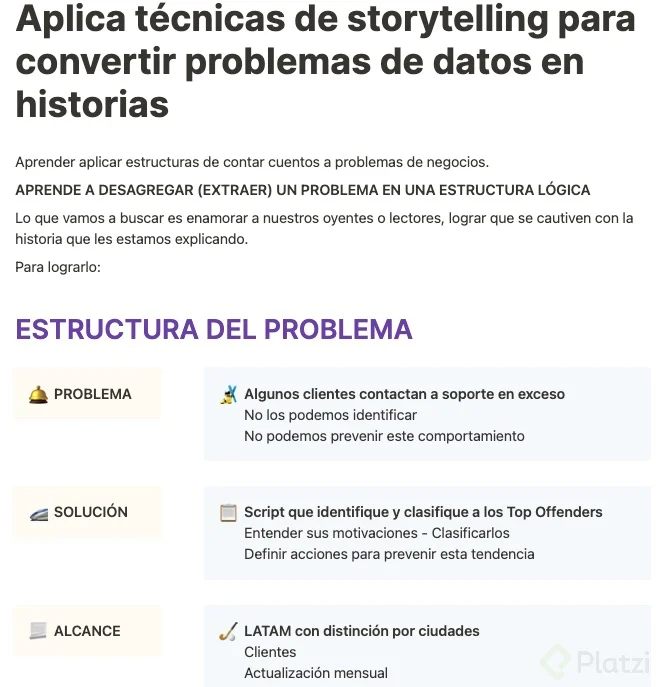 Aplica técnicas de storytelling para
convertir problemas de datos en
historias
Aprender aplicar estructuras de contar cuentos a problemas de negocios.
APRENDE A DESAGREGAR (EXTRAER) UN PROBLEMA EN UNA ESTRUCTURA LÓGICA
Lo que vamos a buscar es enamorar a nuestros oyentes o lectores, lograr que se cautiven con la
historia que les estamos explicando.
Para lograrlo:
ESTRUCTURA DEL PROBLEMA
PROBLEMA
Algunos clientes contactan a soporte en exceso
No los podemos identificar
No podemos prevenir este comportamiento
SOLUCIÓN
Script que identifique y clasifique a los Top Offenders
Entender sus motivaciones - Clasificarlos
Definir acciones para prevenir esta tendencia
ALCANCE
LATAM con distinción por ciudades
Clientes
Actualización mensual
Platzi